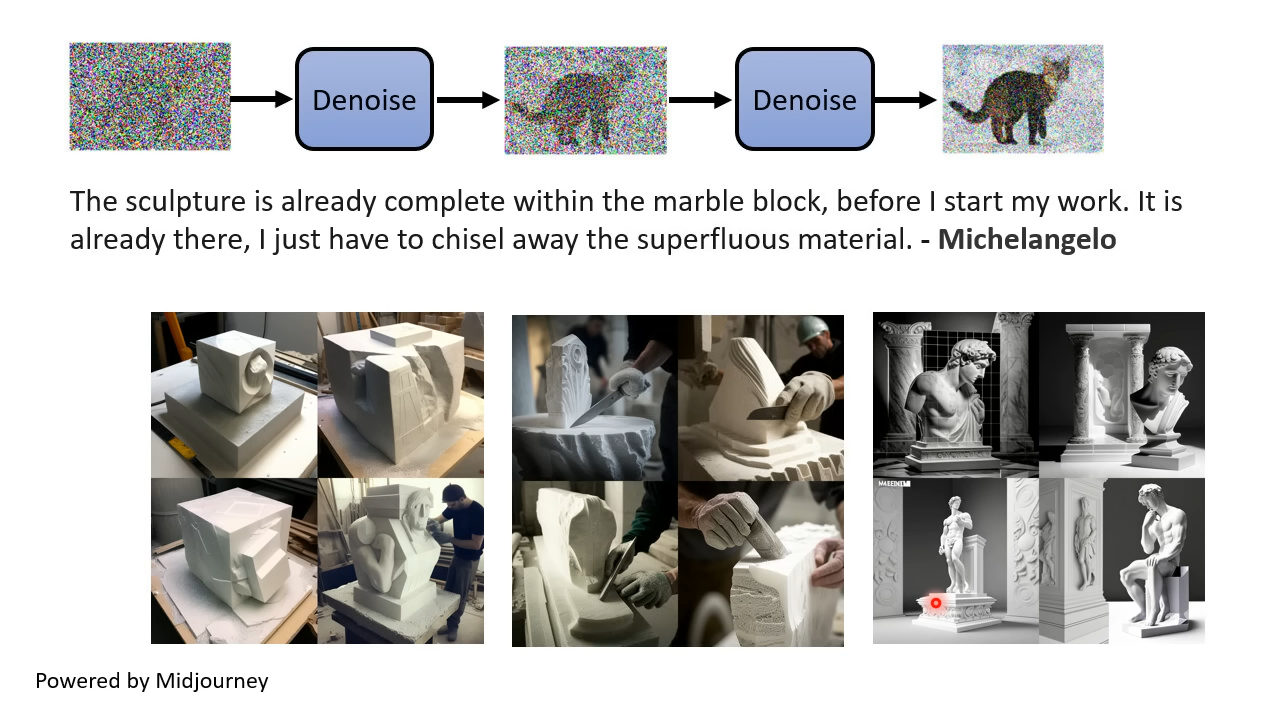 Denoise
Denoise
The sculpture is already complete within the marble block, before I start my work. It is
already there, I just have to chisel away the superfluous material. - Michelangelo
Powered by Midjourney